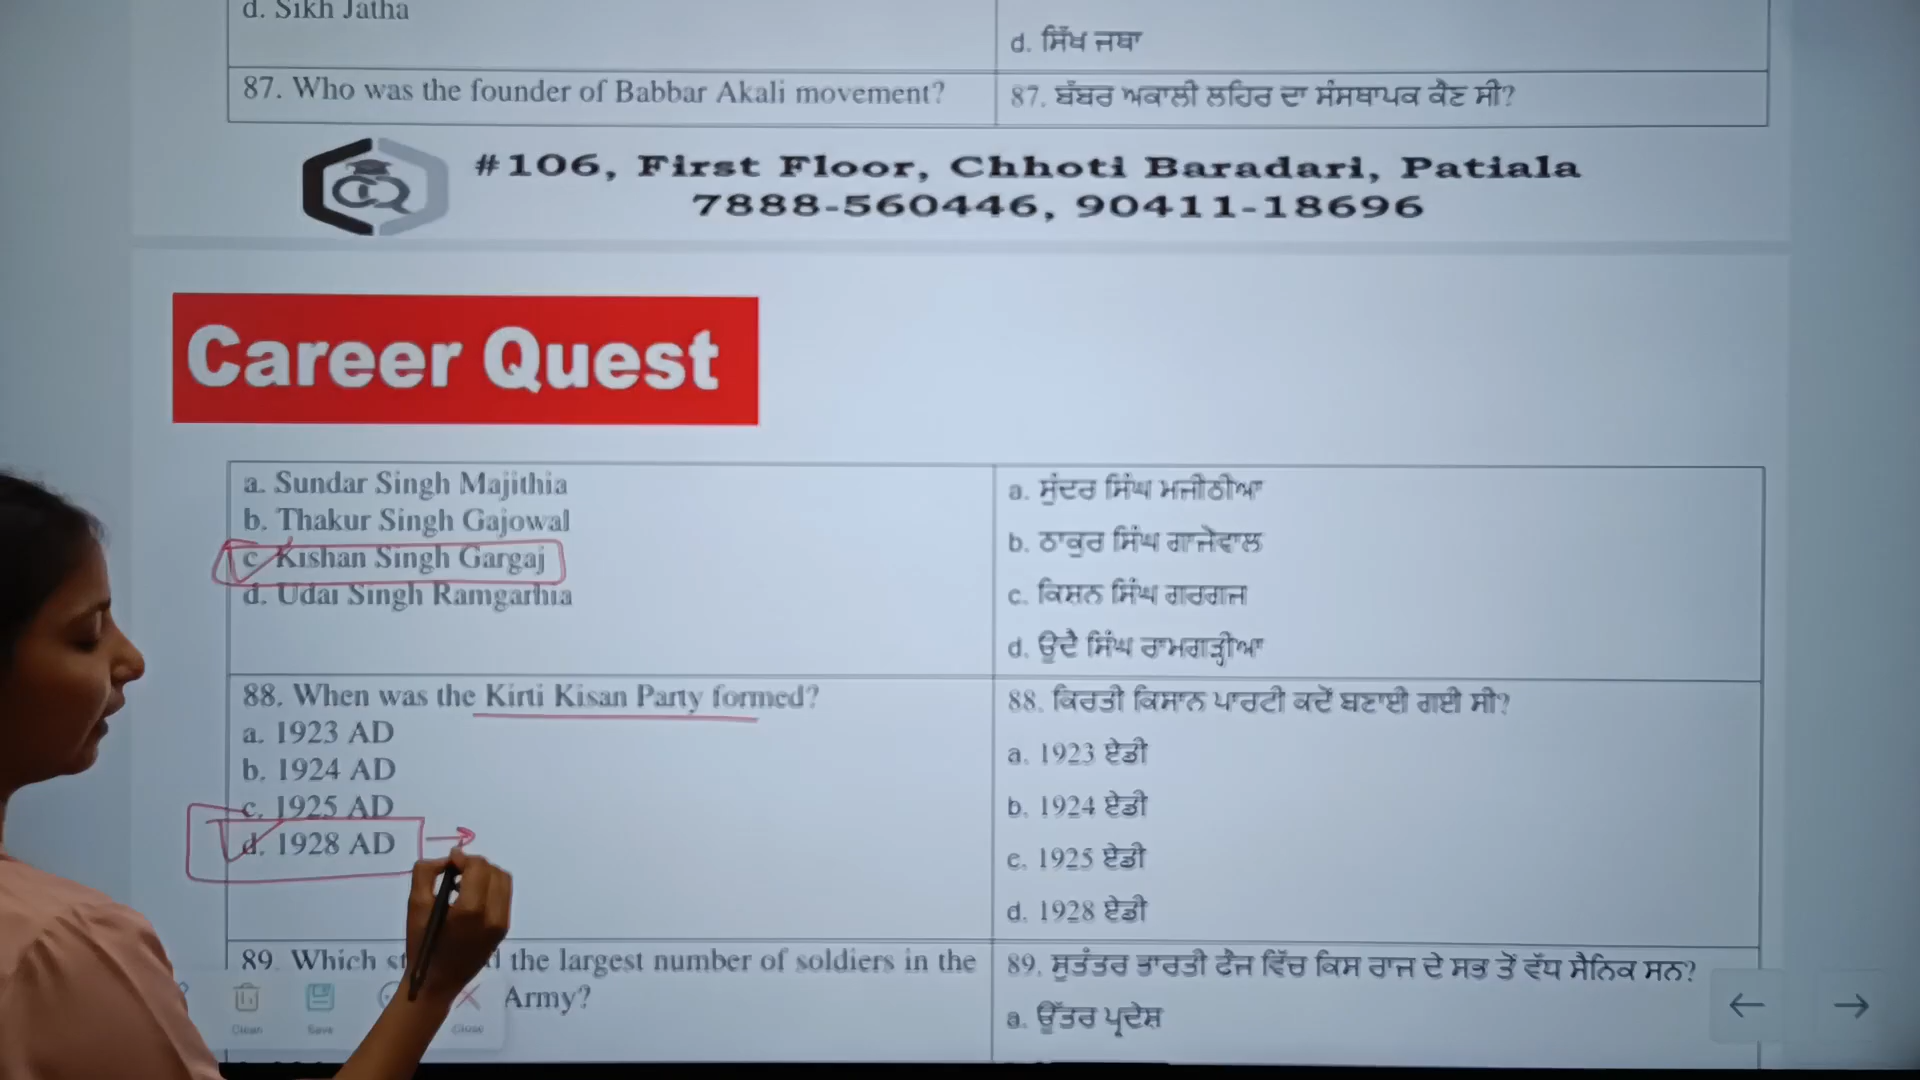 d. Sikh Jatha
d. ਸਿੱਖ ਜਥਾ
87. Who was the founder of Babbar Akali movement?
87. ਬੱਬਰ ਅਕਾਲੀ ਲਹਿਰ ਦਾ ਸੰਸਥਾਪਕ ਕੌਣ ਸੀ?
#106, First Floor, Chhoti Baradari, Patiala
7888-560446, 90411-18696
Career Quest
a. Sundar Singh Majithia
b. Thakur Singh Gajowal
c Kishan Singh Gargaj
d. Udai Singh Ramgarhia
a. ਸੁੰਦਰ ਸਿੰਘ ਮਜੀਠੀਆ
b. ਠਾਕੁਰ ਸਿੰਘ ਗਾਜੋਵਾਲ
c. ਕਿਸ਼ਨ ਸਿੰਘ ਗਰਗਜ
d. ਉਦੈ ਸਿੰਘ ਰਾਮਗੜ੍ਹੀਆ
88. When was the Kirti Kisan Party formed?
a. 1923 AD
b. 1924 AD
c. 1925 AD
d. 1928 AD
88. ਕਿਰਤੀ ਕਿਸਾਨ ਪਾਰਟੀ ਕਦੋਂ ਬਣਾਈ ਗਈ ਸੀ?
a. 1923 ਏਡੀ
b. 1924 ਏਡੀ
c. 1925 ਏਡੀ
d. 1928 ਏਡੀ
89. Which the largest number of soldiers in the
Army?
89. ਸੁਤੰਤਰ ਭਾਰਤੀ ਫੌਜ ਵਿੱਚ ਕਿਸ ਰਾਜ ਦੇ ਸਭ ਤੋਂ ਵੱਧ ਸੈਨਿਕ ਸਨ?
a. ਉੱਤਰ ਪ੍ਰਦੇਸ਼
Clean Save Close